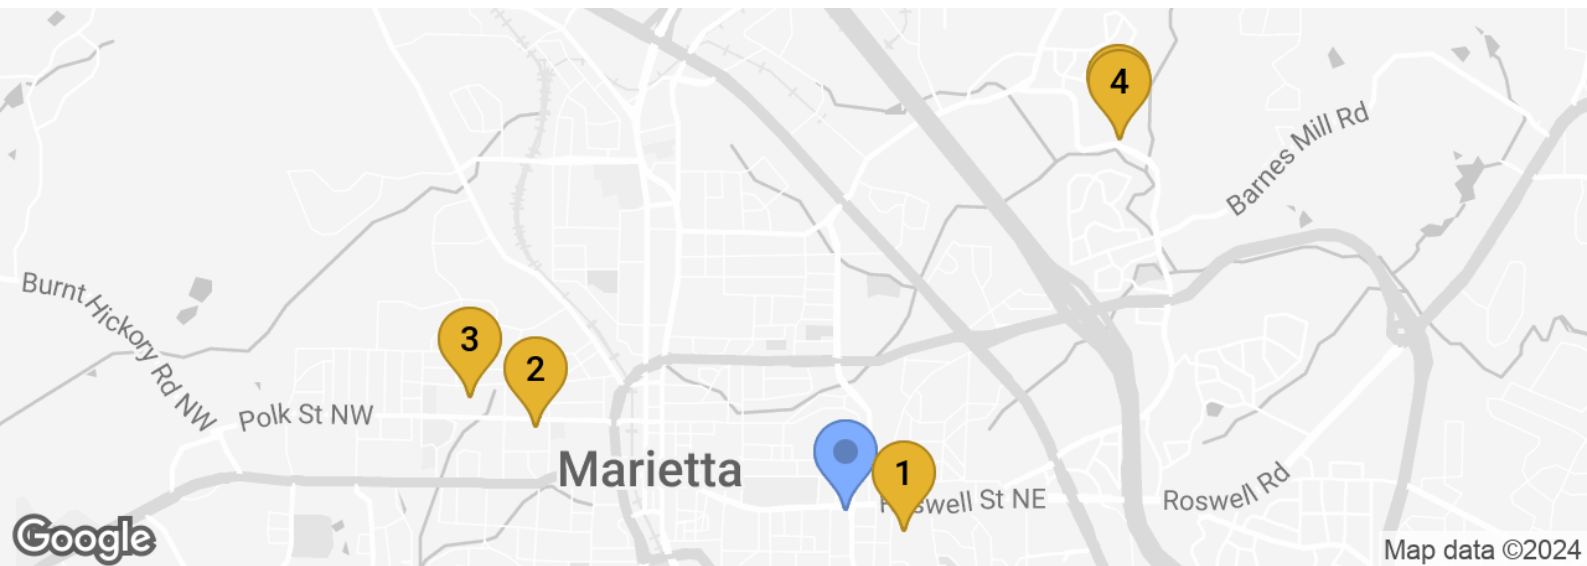 4
Barnes Mill Rd
Burnt Hickory Rd NW
3
2
Polk St NW
Marietta
1
Roswell St NE
Roswell Rd
Google
Map data ©2024